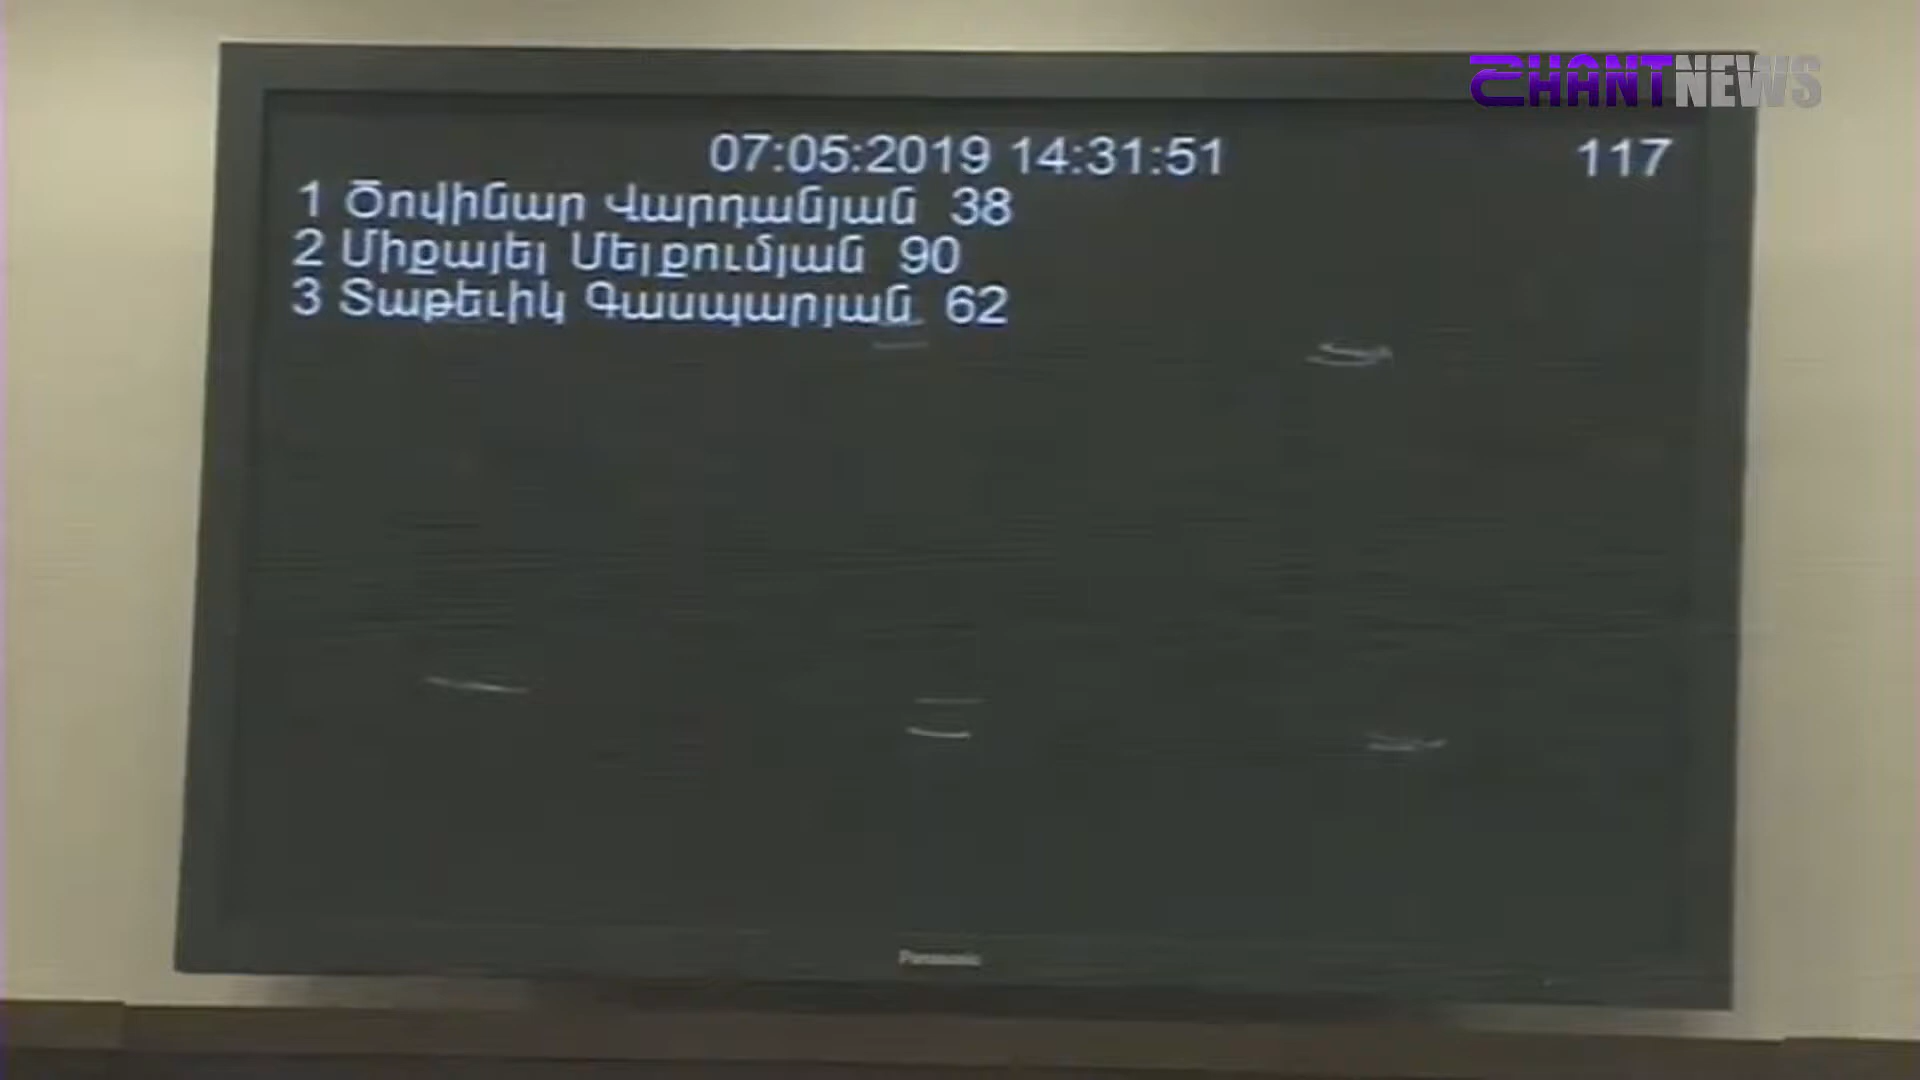 SHANTNEWS
07:05:2019 14:31:51 117
1 Ծովինար Վարդանյան 38
2 Միքայել Մելքումյան 90
3 Տաթեւիկ Գասպարյան 62
Panasonic